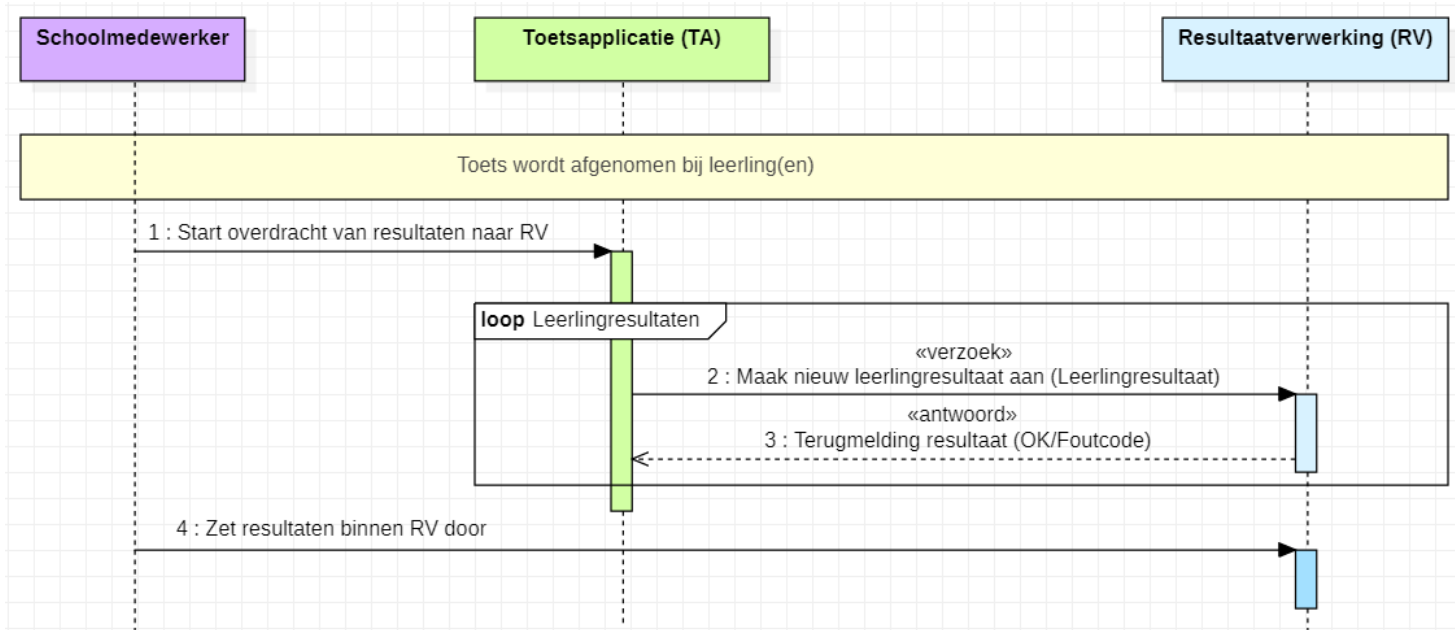 Schoolmedewerker
Toetsapplicatie (TA)
Resultaatverwerking (RV)
Toets wordt afgenomen bij leerling(en)
1 : Start overdracht van resultaten naar RV
loop Leerlingresultaten
«verzoek»
2 : Maak nieuw leerlingresultaat aan (Leerlingresultaat)
«antwoord»
3 : Terugmelding resultaat (OK/Foutcode)
4 : Zet resultaten binnen RV door